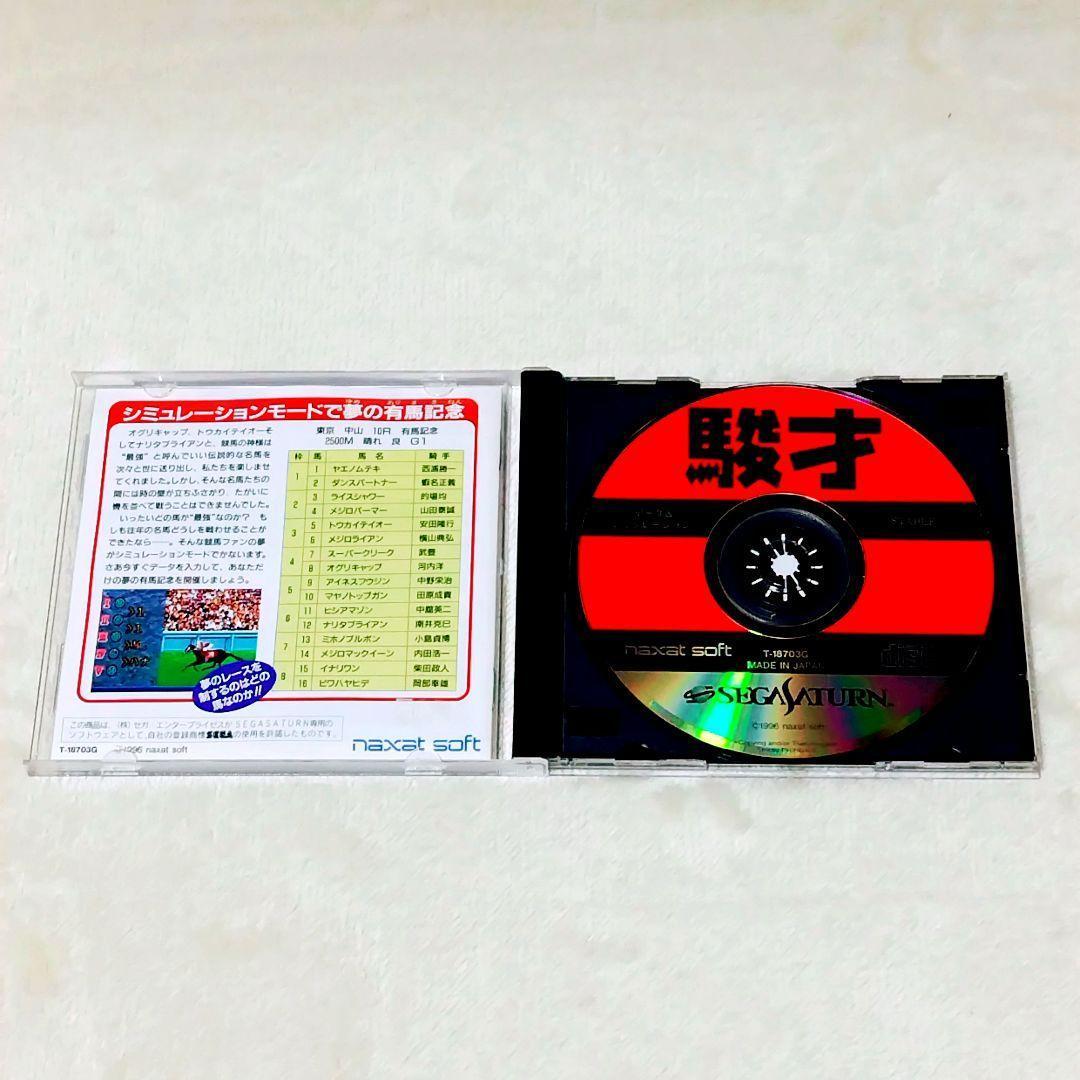 シミュレーションモードで夢の有馬記念
オグリキャップ、トウカイテイオーそ
してナリタブライアンと、競馬の神様は
"最強"と呼んでいい伝説的な名馬を
次々と世に送り出し、私たちを楽しませ
てくれました。しかし、そんな名馬たちの
間には時の壁が立ちふさがり、たがいに
轡を並べて戦うことはできませんでした。
いったいどの馬が"最強"なのか? も
しも往年の名馬どうしを戦わせることが
できたなら——。そんな競馬ファンの夢
がシミュレーションモードでかないます。
さあ今すぐデータを入力して、あなただ
けの夢の有馬記念を開催しましょう。
東京 中山 10R 有馬記念
2500M 晴れ 良 G1
枠 馬 馬名 騎手
1 1 ヤエノムテキ 西浦勝一
2 ダンスパートナー 蝦名正義
2 3 ライスシャワー 的場均
4 メジロパーマー 山田泰誠
3 5 トウカイテイオー 安田隆行
6 メジロライアン 横山典弘
4 7 スーパークリーク 武豊
8 オグリキャップ 河内洋
5 9 アイネスフウジン 中野栄治
10 マヤノトップガン 田原成貴
6 11 ヒシアマゾン 中舘英二
12 ナリタブライアン 南井克巳
7 13 ミホノブルボン 小島貞博
14 メジロマックイーン 内田浩一
8 15 イナリワン 柴田政人
16 ビワハヤヒデ 岡部幸雄
夢のレースを
制するのはどの
馬なのか!!
この商品は、(株)セガ・エンタープライゼスがSEGASATURN専用の
ソフトウェアとして、自社の登録商標SEGAの使用を許諾したものです。
T-18703G ©1996 naxat soft
naxat soft
駿才
naxat soft
T-18703G
MADE IN JAPAN
SEGASATURN
©1996 naxat soft